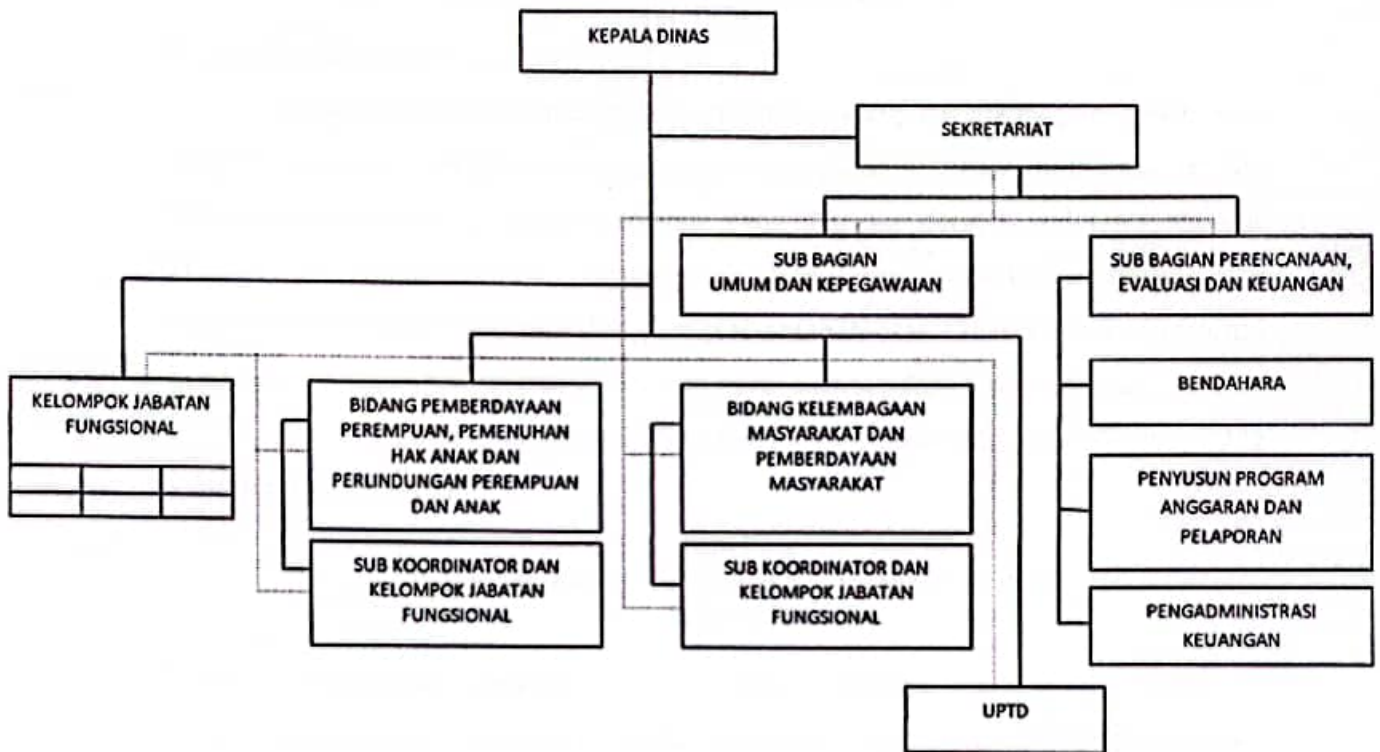 KEPALA DINAS
SEKRETARIAT
SUB BAGIAN
UMUM DAN KEPEGAWAIAN
SUB BAGIAN PERENCANAAN,
EVALUASI DAN KEUANGAN
KELOMPOK JABATAN
FUNGSIONAL
BIDANG PEMBERDAYAAN
PEREMPUAN, PEMENUHAN
HAK ANAK DAN
PERLINDUNGAN PEREMPUAN
DAN ANAK
BIDANG KELEMBAGAAN
MASYARAKAT DAN
PEMBERDAYAAN
MASYARAKAT
BENDAHARA
PENYUSUN PROGRAM
ANGGARAN DAN
PELAPORAN
SUB KOORDINATOR DAN
KELOMPOK JABATAN
FUNGSIONAL
SUB KOORDINATOR DAN
KELOMPOK JABATAN
FUNGSIONAL
PENGADMINISTRASI
KEUANGAN
UPTD